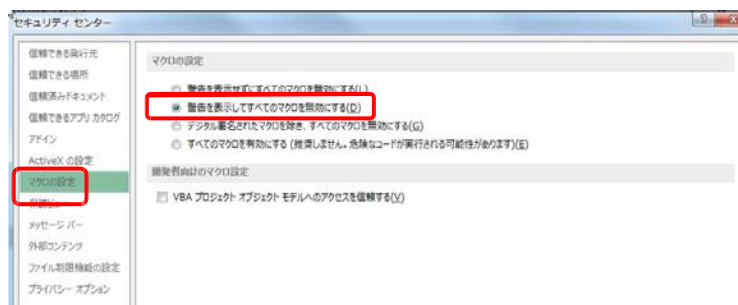 セキュリティ センター
信頼できる発行元
信頼できる場所
信頼済みドキュメント
信頼できるアプリ カタログ
アドイン
ActiveX の設定
マクロの設定
メッセージ バー
外部コンテンツ
ファイル制限機能の設定
プライバシー オプション
マクロの設定
警告を表示せずにすべてのマクロを無効にする(L)
警告を表示してすべてのマクロを無効にする(D)
デジタル署名されたマクロを除き、すべてのマクロを無効にする(G)
すべてのマクロを有効にする (推奨しません。危険なコードが実行される可能性があります)(E)
開発者向けのマクロ設定
VBA プロジェクト オブジェクト モデルへのアクセスを信頼する(V)